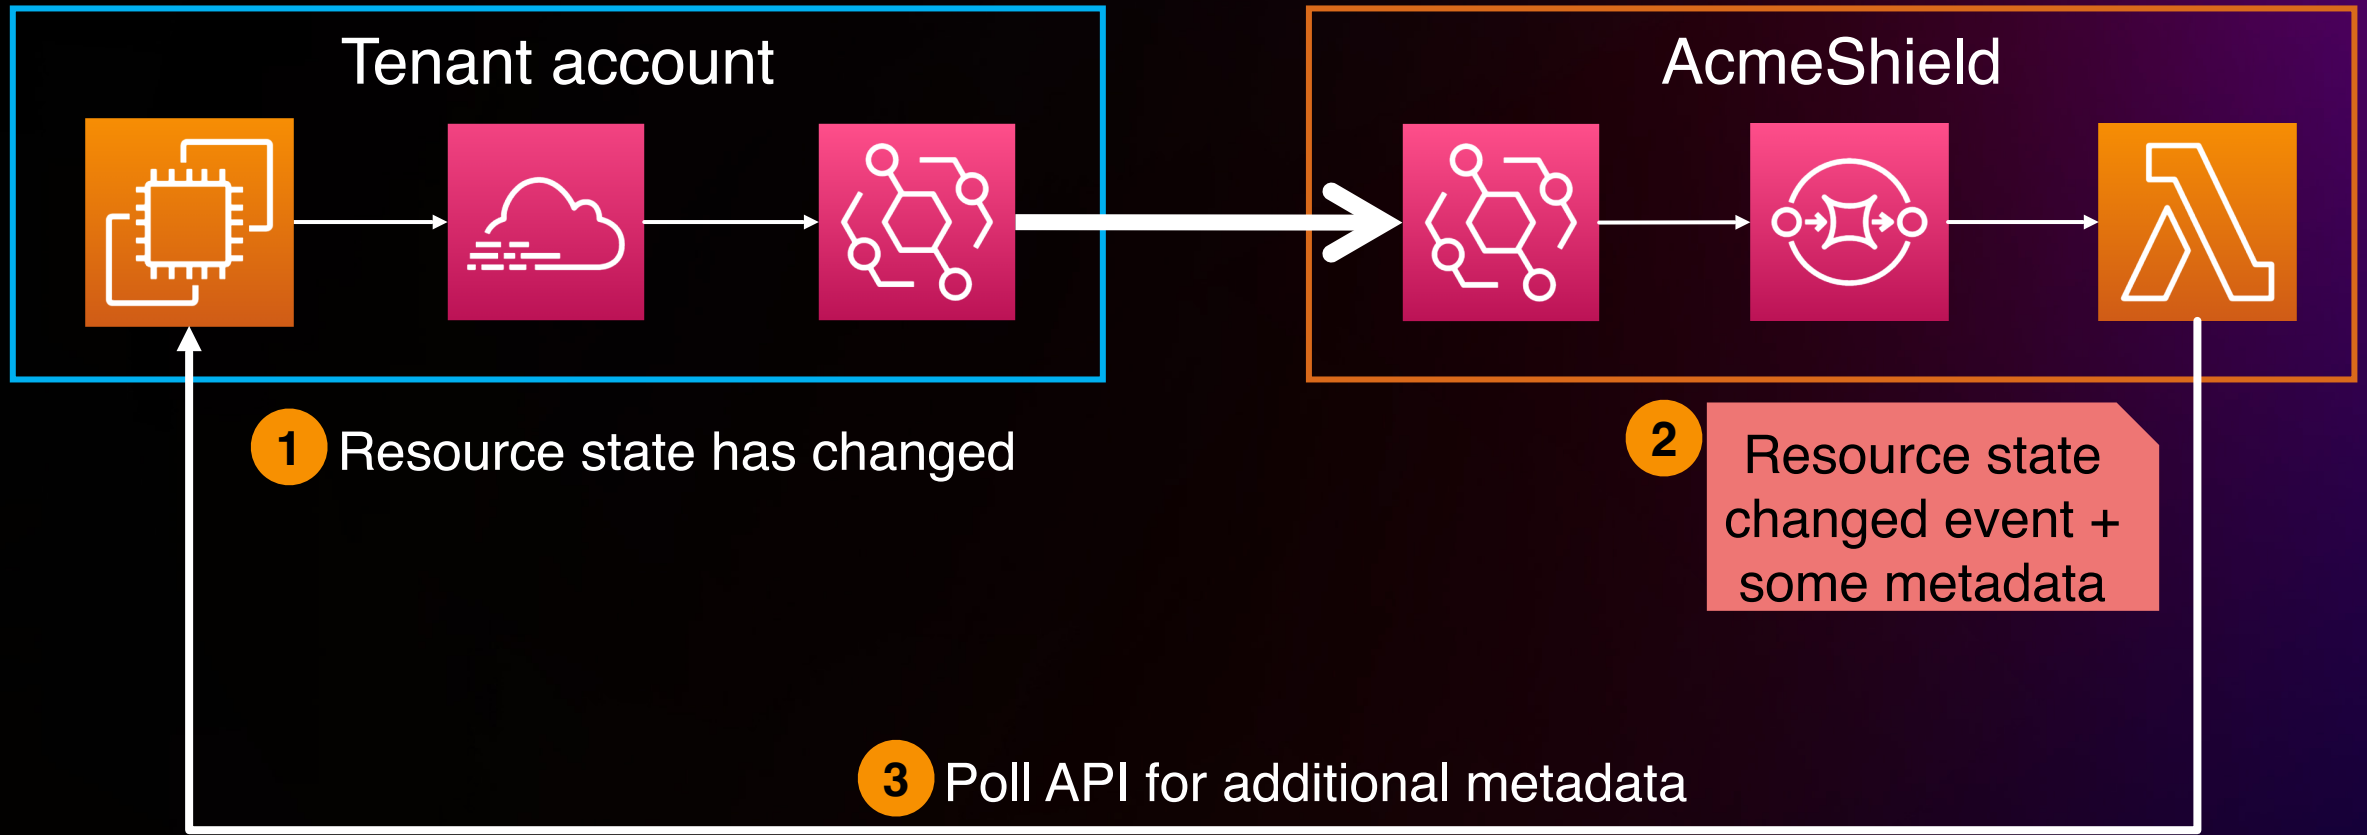 Tenant account
AcmeShield
1 Resource state has changed
2
Resource state
changed event +
some metadata
3 Poll API for additional metadata